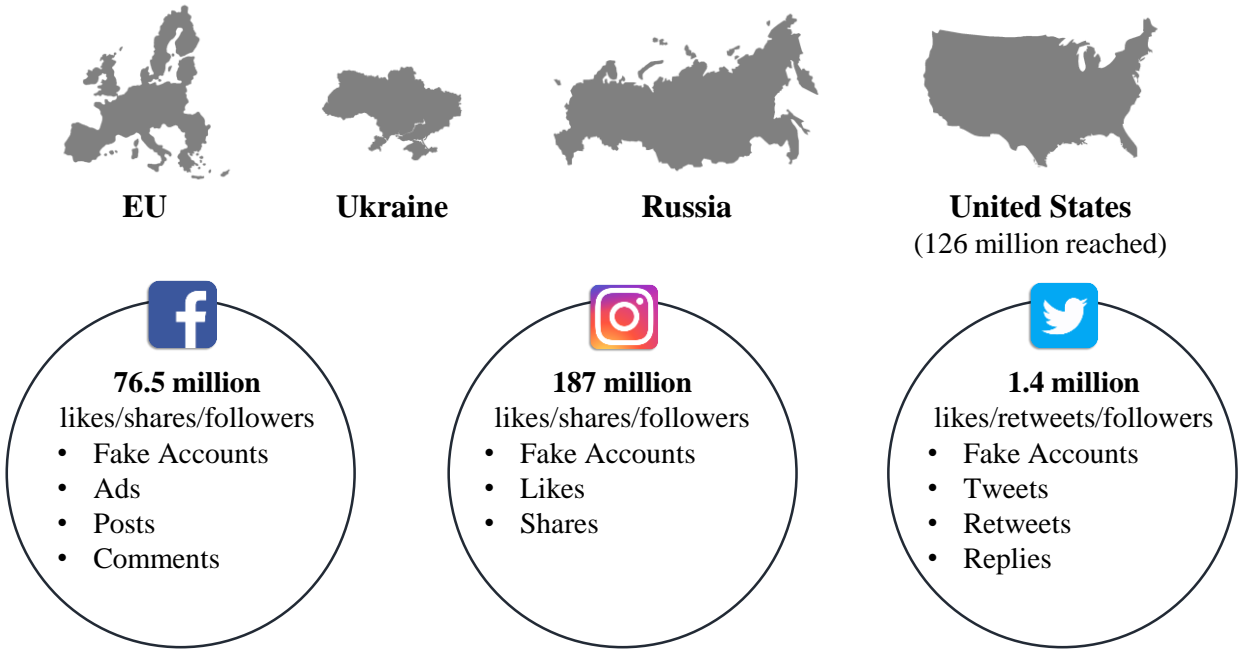 EU
Ukraine
Russia
United States
(126 million reached)
76.5 million
likes/shares/followers
• Fake Accounts
• Ads
• Posts
• Comments
187 million
likes/shares/followers
• Fake Accounts
• Likes
• Shares
1.4 million
likes/retweets/followers
• Fake Accounts
• Tweets
• Retweets
• Replies